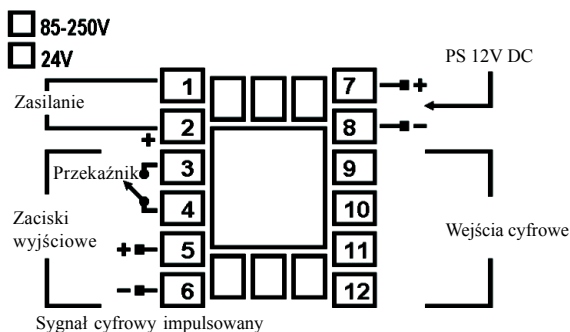 85-250V
24V
PS 12V DC
Zasilanie
1
2
3
4
5
6
7
8
9
10
11
12
+
Przekaźnik
Zaciski
wyjściowe
+
-
+
-
Wejścia cyfrowe
Sygnał cyfrowy impulsowany